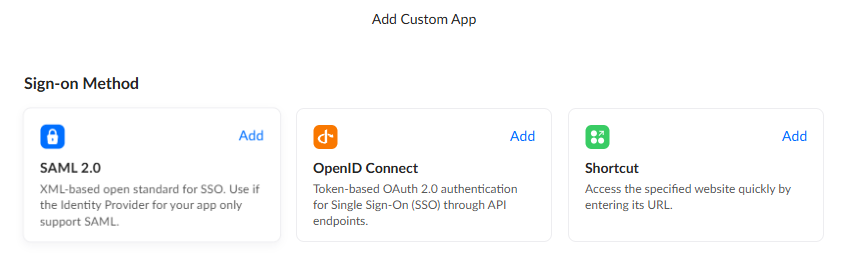 Add Custom App
Sign-on Method
Add
SAML 2.0
XML-based open standard for SSO. Use if
the Identity Provider for your app only
support SAML.
Add
OpenID Connect
Token-based OAuth 2.0 authentication
for Single Sign-On (SSO) through API
endpoints.
Add
Shortcut
Access the specified website quickly by
entering its URL.